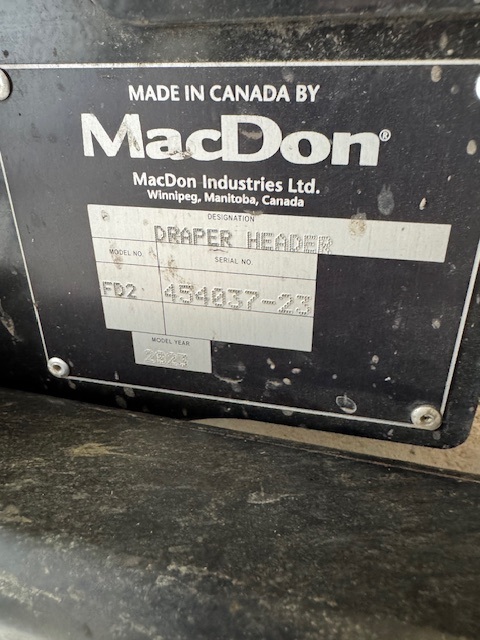 MADE IN CANADA BY
MacDon®
MacDon Industries Ltd.
Winnipeg, Manitoba, Canada
DESIGNATION
DRAPER HEADER
MODEL NO. SERIAL NO.
FD2 454037-23
MODEL YEAR
2023